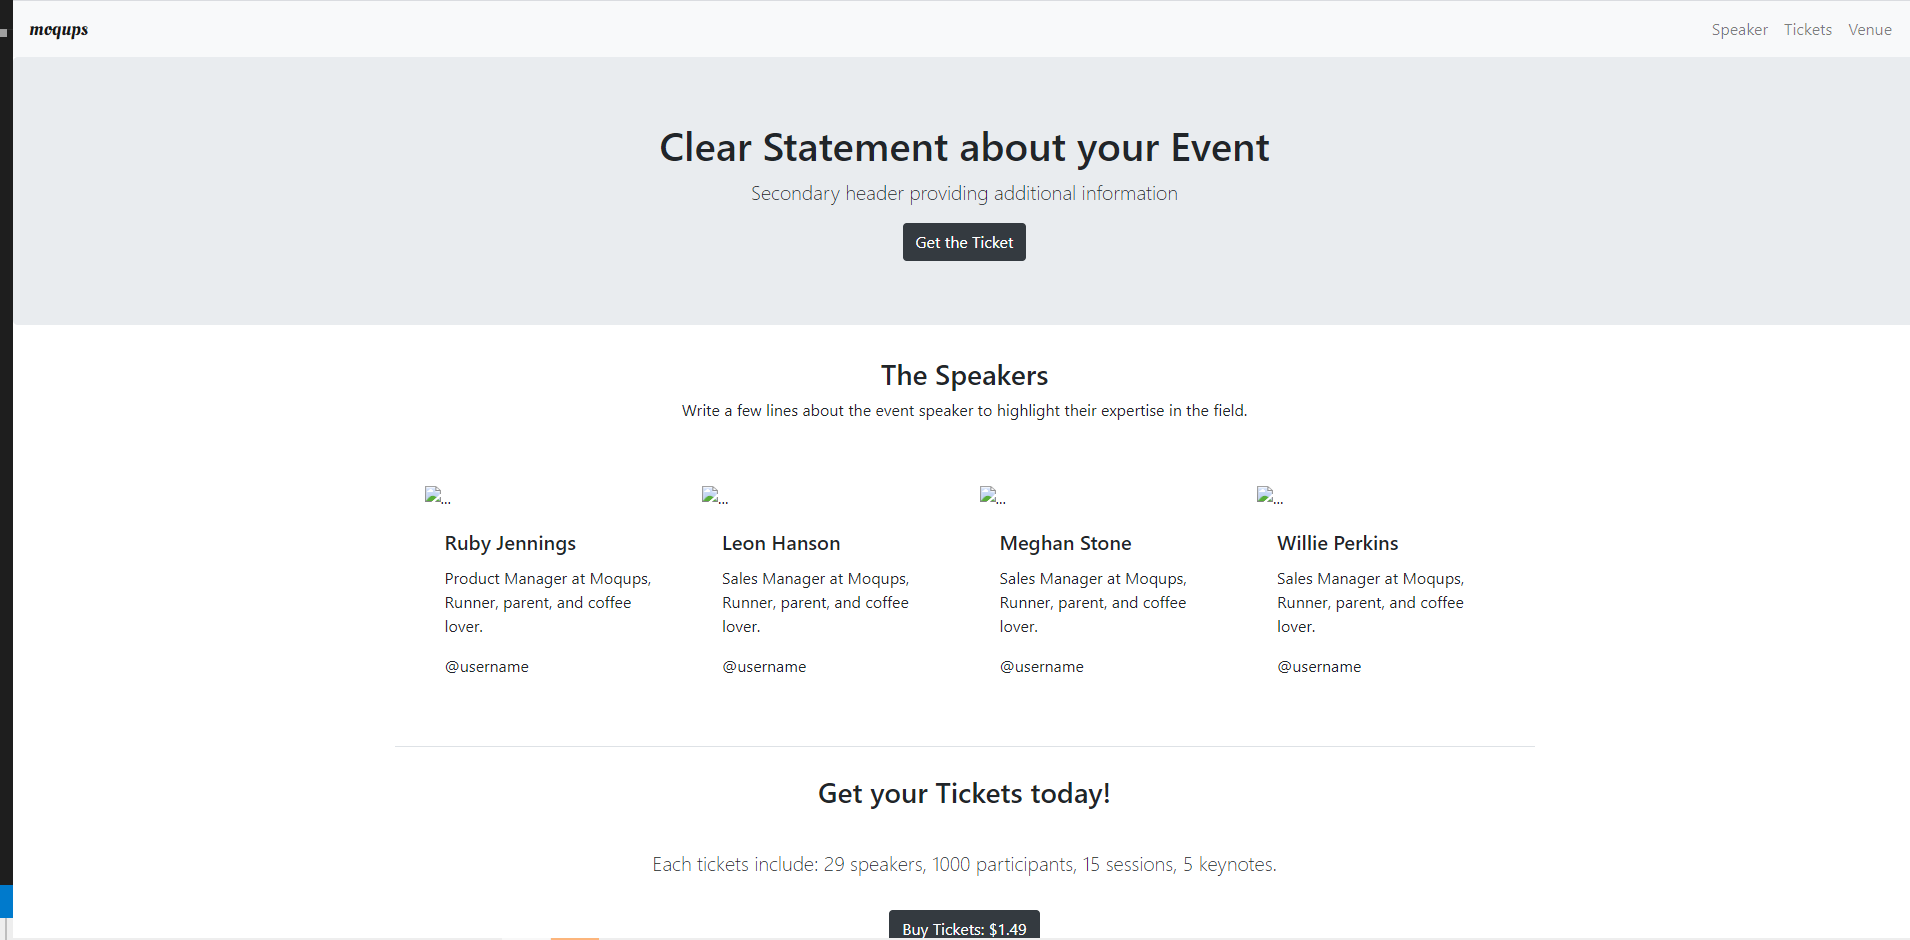 moqups
Speaker Tickets Venue
Clear Statement about your Event
Secondary header providing additional information
Get the Ticket
The Speakers
Write a few lines about the event speaker to highlight their expertise in the field.
...
Ruby Jennings
Product Manager at Moqups,
Runner, parent, and coffee
lover.
@username
...
Leon Hanson
Sales Manager at Moqups,
Runner, parent, and coffee
lover.
@username
...
Meghan Stone
Sales Manager at Moqups,
Runner, parent, and coffee
lover.
@username
...
Willie Perkins
Sales Manager at Moqups,
Runner, parent, and coffee
lover.
@username
Get your Tickets today!
Each tickets include: 29 speakers, 1000 participants, 15 sessions, 5 keynotes.
Buy Tickets: $1.49